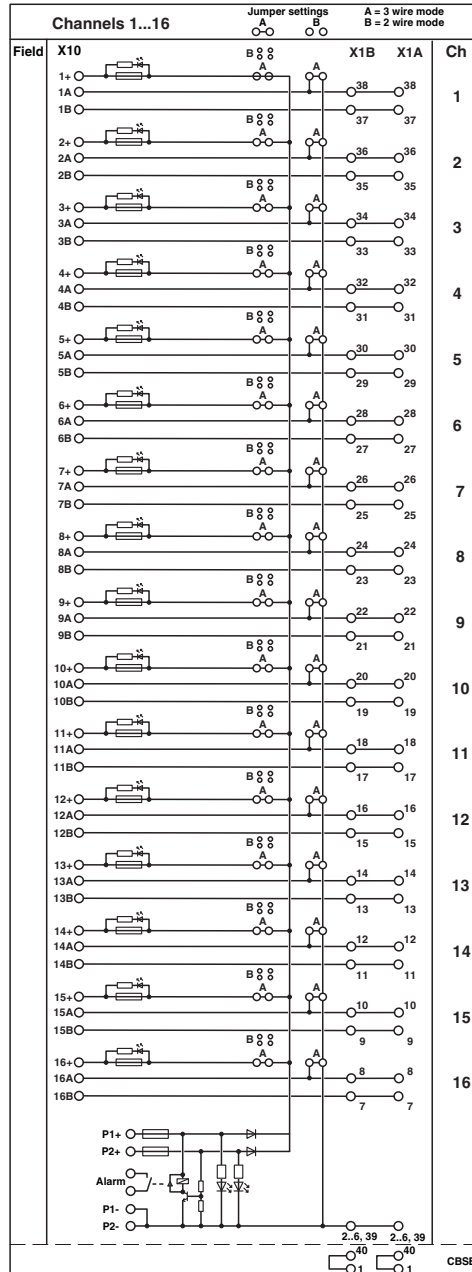 Channels 1...16 Jumper settings A B A = 3 wire mode
B = 2 wire mode
Field X10 X1B X1A Ch
B
1+ A A
1A 38 38 1
1B 37 37
B
2+ A A
2A 36 36 2
2B 35 35
B
3+ A A
3A 34 34 3
3B 33 33
B
4+ A A
4A 32 32 4
4B 31 31
B
5+ A A
5A 30 30 5
5B 29 29
B
6+ A A
6A 28 28 6
6B 27 27
B
7+ A A
7A 26 26 7
7B 25 25
B
8+ A A
8A 24 24 8
8B 23 23
B
9+ A A
9A 22 22 9
9B 21 21
B
10+ A A
10A 20 20 10
10B 19 19
B
11+ A A
11A 18 18 11
11B 17 17
B
12+ A A
12A 16 16 12
12B 15 15
B
13+ A A
13A 14 14 13
13B 13 13
B
14+ A A
14A 12 12 14
14B 11 11
B
15+ A A
15A 10 10 15
15B 9 9
B
16+ A A
16A 8 8 16
16B 7 7
P1+
P2+
Alarm
P1-
P2-
2..6, 39 2..6, 39
40 40
1 1
CBSE